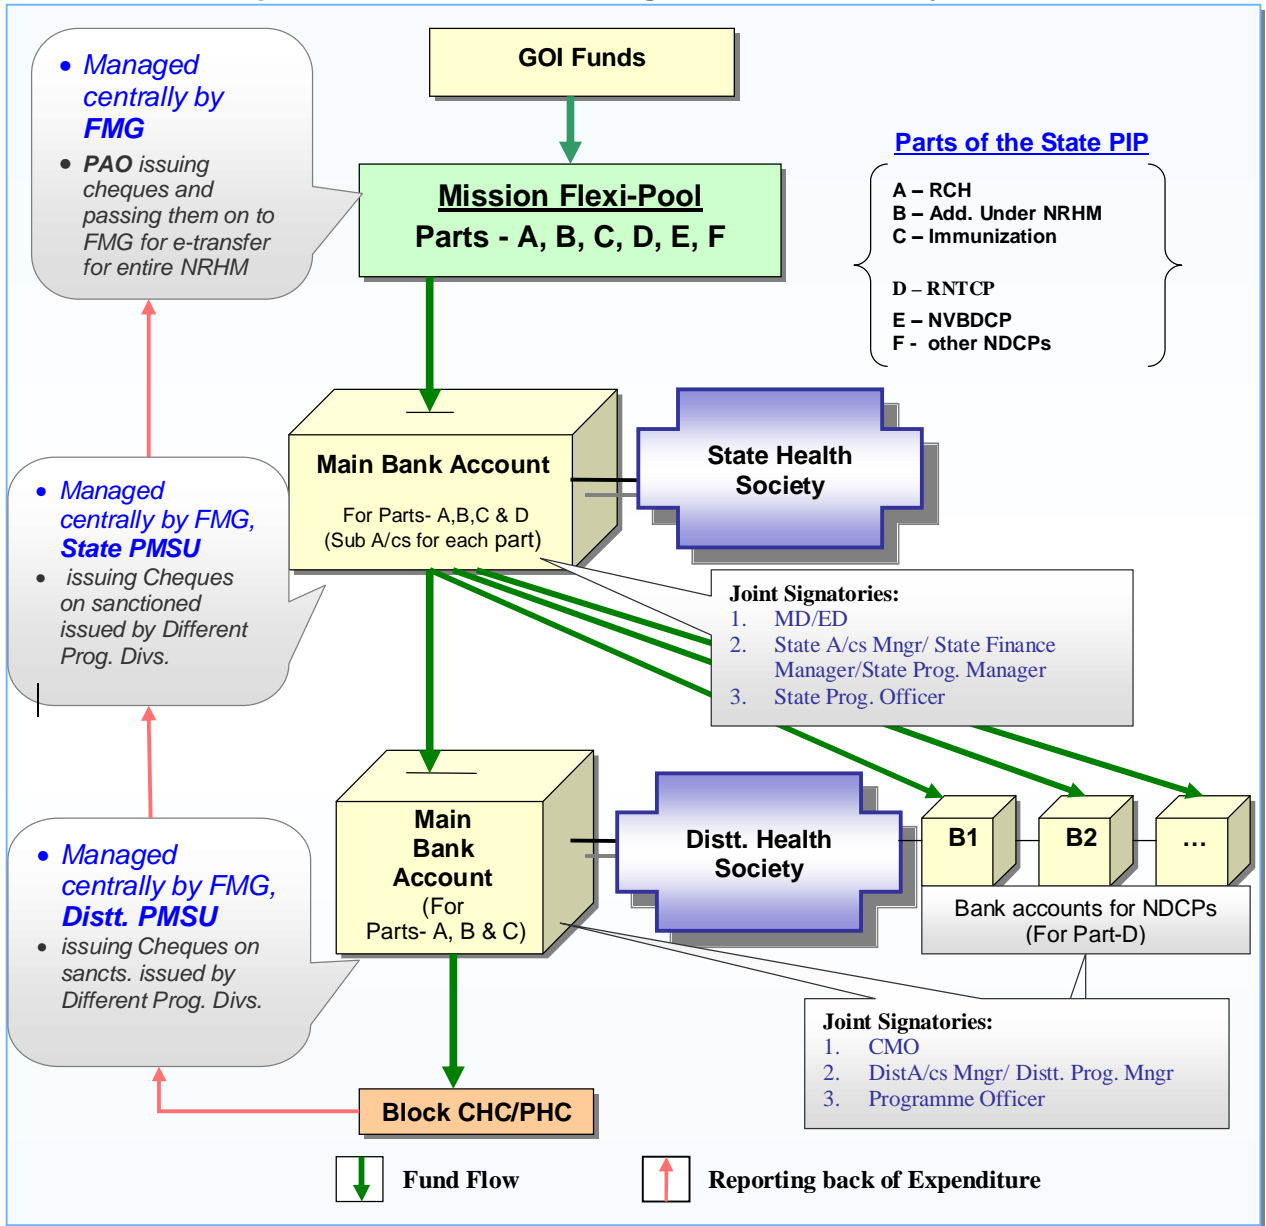 GOI Funds
• Managed
centrally by
FMG
• PAO issuing
cheques and
passing them on to
FMG for e-transfer
for entire NRHM
Mission Flexi-Pool
Parts - A, B, C, D, E, F
Parts of the State PIP
A – RCH
B – Add. Under NRHM
C – Immunization
D – RNTCP
E – NVBDCP
F - other NDCPs
Main Bank Account
For Parts- A,B,C & D
(Sub A/cs for each part)
State Health
Society
• Managed
centrally by FMG,
State PMSU
• issuing Cheques
on sanctioned
issued by Different
Prog. Divs.
Joint Signatories:
1. MD/ED
2. State A/cs Mngr/ State Finance
Manager/State Prog. Manager
3. State Prog. Officer
Main
Bank
Account
(For
Parts- A, B & C)
Distt. Health
Society
B1
B2
...
Bank accounts for NDCPs
(For Part-D)
• Managed
centrally by FMG,
Distt. PMSU
• issuing Cheques on
sancts. issued by
Different Prog. Divs.
Joint Signatories:
1. CMO
2. DistA/cs Mngr/ Distt. Prog. Mngr
3. Programme Officer
Block CHC/PHC
Fund Flow
Reporting back of Expenditure